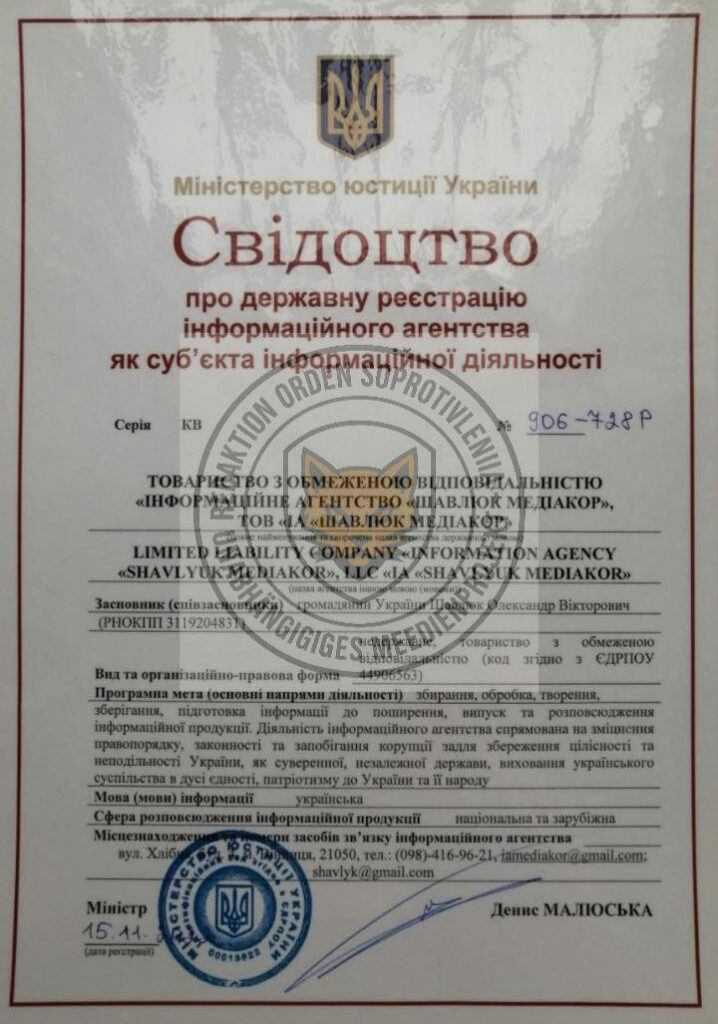 Міністерство юстиції України
Свідоцтво
про державну реєстрацію
інформаційного агентства
як суб’єкта інформаційної діяльності
Серія КВ № 906-728Р
ТОВАРИСТВО З ОБМЕЖЕНОЮ ВІДПОВІДАЛЬНІСТЮ
«ІНФОРМАЦІЙНЕ АГЕНТСТВО «ШАВЛЮК МЕДІАКОР»,
ТОВ «ІА «ШАВЛЮК МЕДІАКОР»
LIMITED LIABILITY COMPANY «INFORMATION AGENCY
«SHAVLYUK MEDIAKOR», LLC «IA «SHAVLYUK MEDIAKOR»
(назва агентства іншою мовою (мовами))
Засновник (співзасновники) громадянин України Шавлюк Олександр Вікторович
(РНОКПП 3119204831)
недержавне, товариство з обмеженою
відповідальністю (код згідно з ЄДРПОУ
Вид та організаційно-правова форма 44906563)
Програмна мета (основні напрями діяльності) збирання, обробка, творення,
зберігання, підготовка інформації до поширення, випуск та розповсюдження
інформаційної продукції. Діяльність інформаційного агентства спрямована на зміцнення
правопорядку, законності та запобігання корупції задля збереження цілісності та
неподільності України, як суверенної, незалежної держави, виховання українського
суспільства в дусі єдності, патріотизму до України та її народу
Мова (мови) інформації українська
Сфера розповсюдження інформаційної продукції національна та зарубіжна
Місцезнаходження та номери засобів зв’язку інформаційного агентства
вул. Вінниця, 21050, тел.: (098)-416-96-21, iamediakor@gmail.com;
shavlyk@gmail.com
Міністр Денис МАЛЮСЬКА
15.11.
(дата реєстрації)
МІНІСТЕРСТВО ЮСТИЦІЇ УКРАЇНИ
00015622
REDAKTION ORDEN SOPROTIVLENIJA